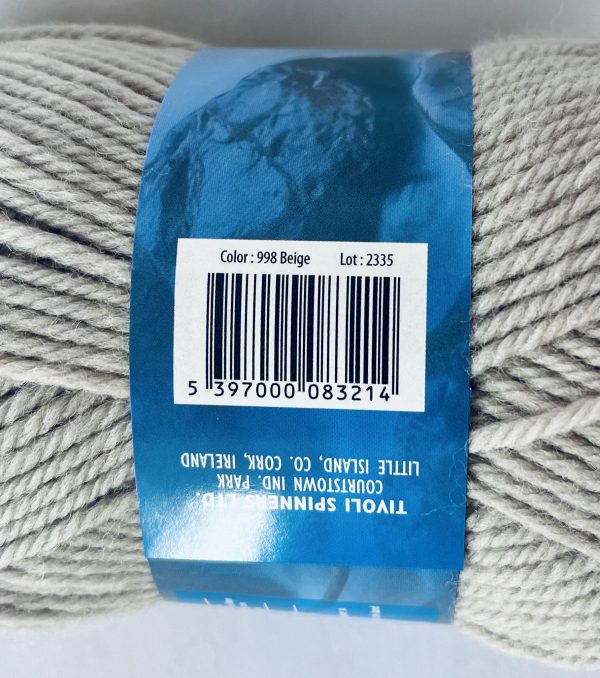 Color : 998 Beige Lot : 2335
5 397000 083214
TIVOLI SPINNERS LTD.
COURTSTOWN IND. PARK
LITTLE ISLAND, CO. CORK, IRELAND